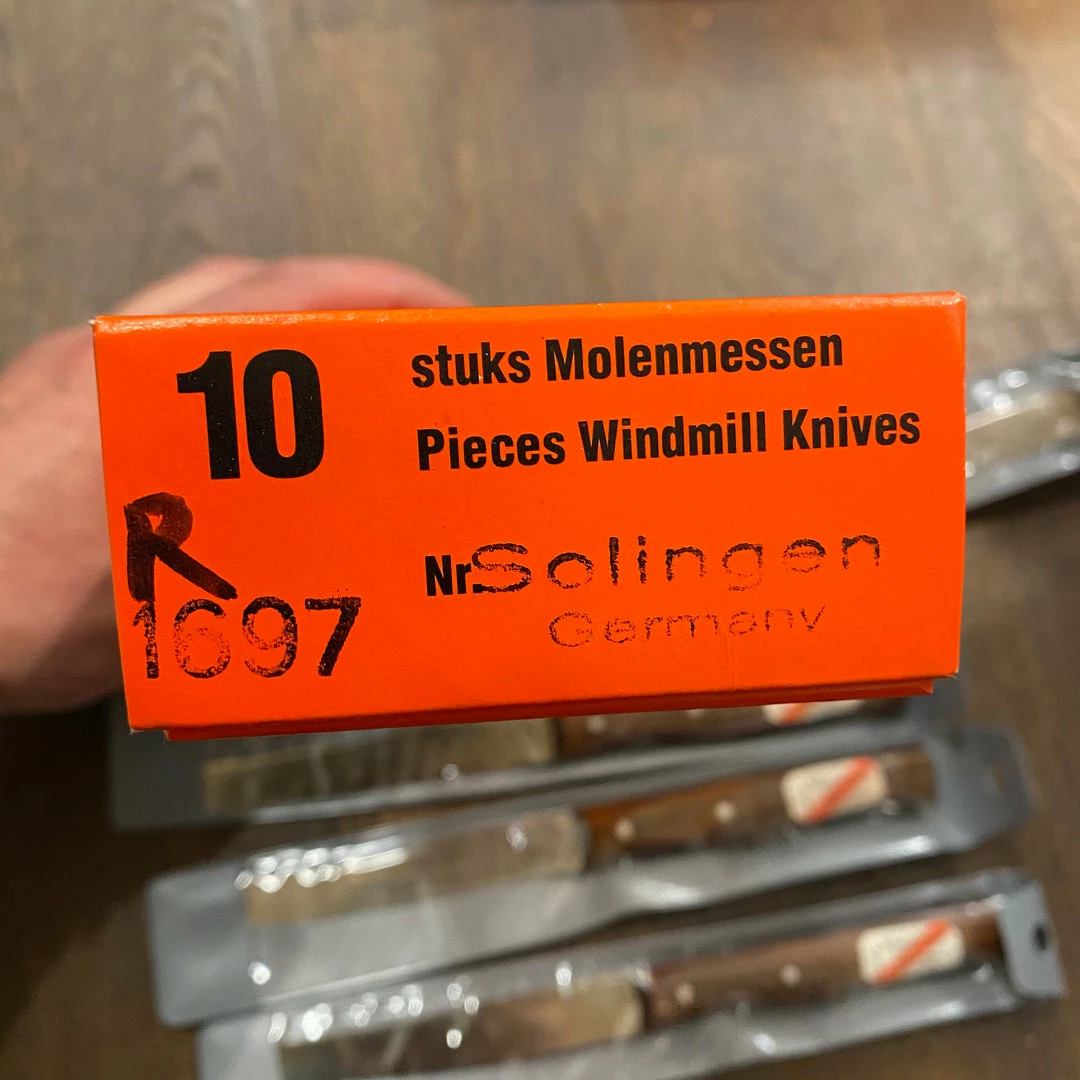 10
stuks Molenmessen
Pieces Windmill Knives
R
1697
Nr. Solingen
Germany